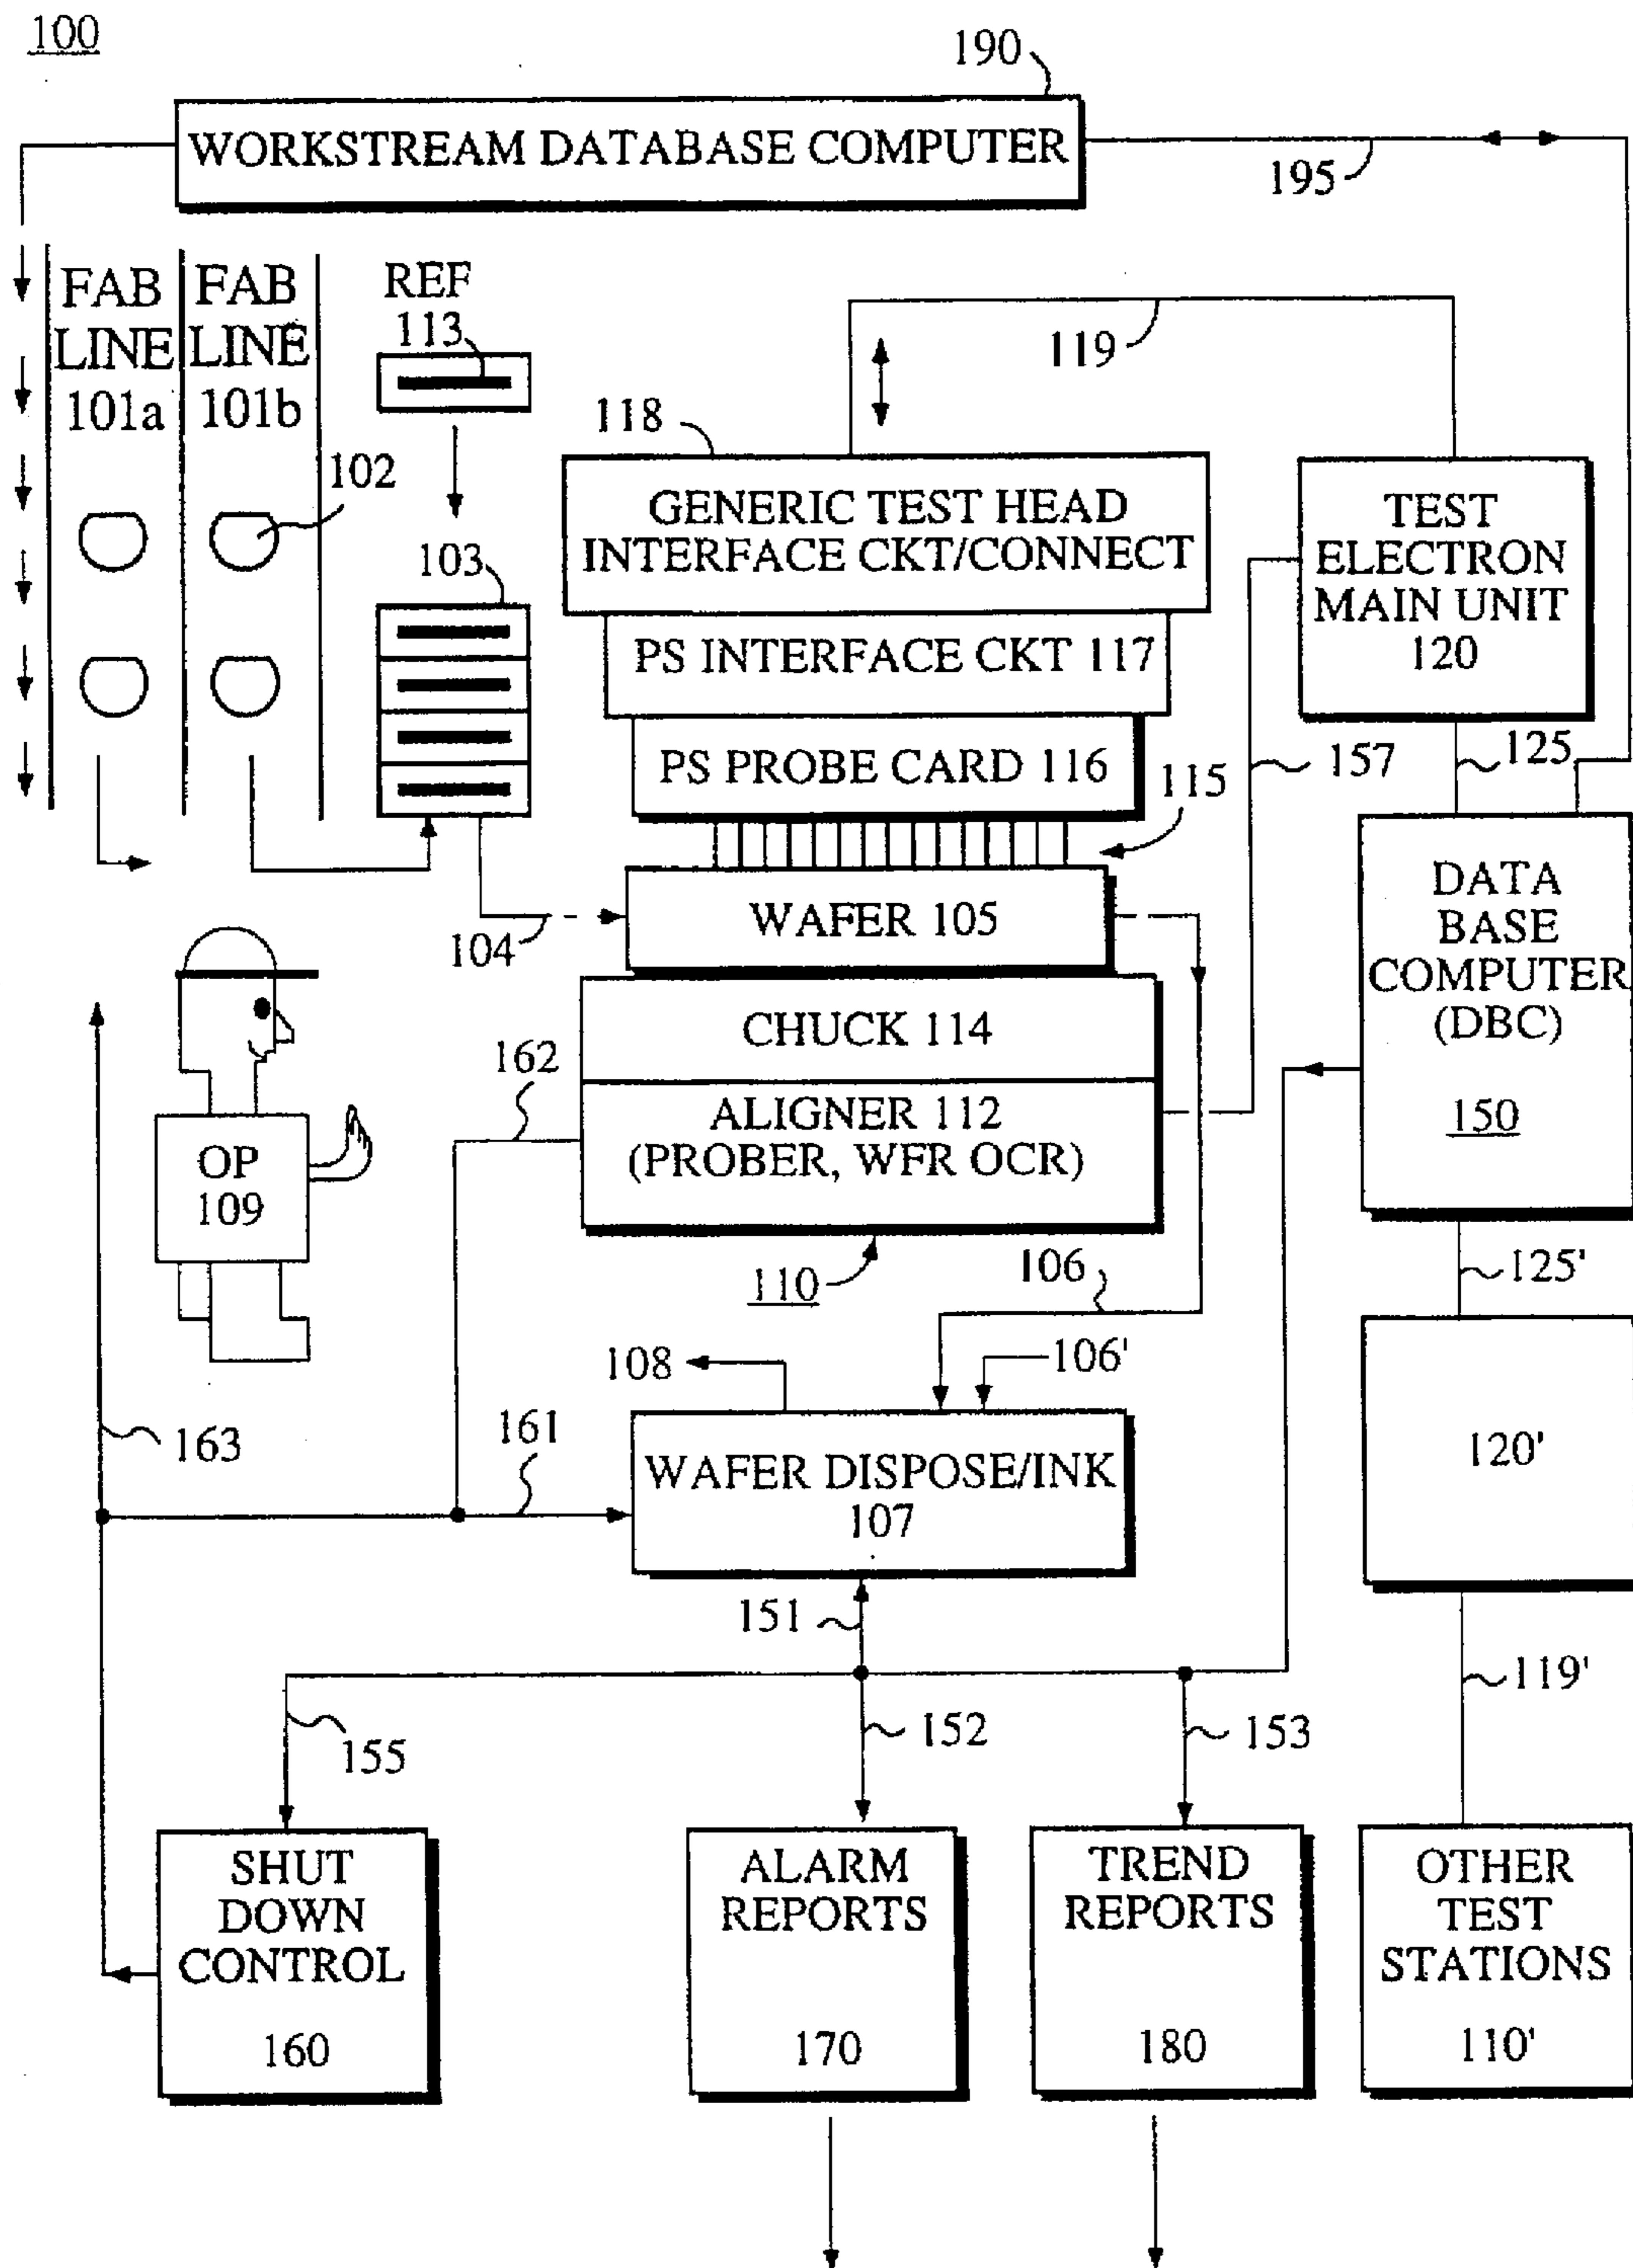 100
190
WORKSTREAM DATABASE COMPUTER
195
FAB
LINE
101a
FAB
LINE
101b
REF
113
119
118
102
103
GENERIC TEST HEAD
INTERFACE CKT/CONNECT
TEST
ELECTRON
MAIN UNIT
120
PS INTERFACE CKT 117
PS PROBE CARD 116
115
125
157
WAFER 105
104
DATA
BASE
COMPUTER
(DBC)
150
CHUCK 114
162
ALIGNER 112
(PROBER, WFR OCR)
OP
109
110
106
125'
108
106'
163
161
WAFER DISPOSE/INK
107
120'
151
119'
155
152
153
SHUT
DOWN
CONTROL
160
ALARM
REPORTS
170
TREND
REPORTS
180
OTHER
TEST
STATIONS
110'